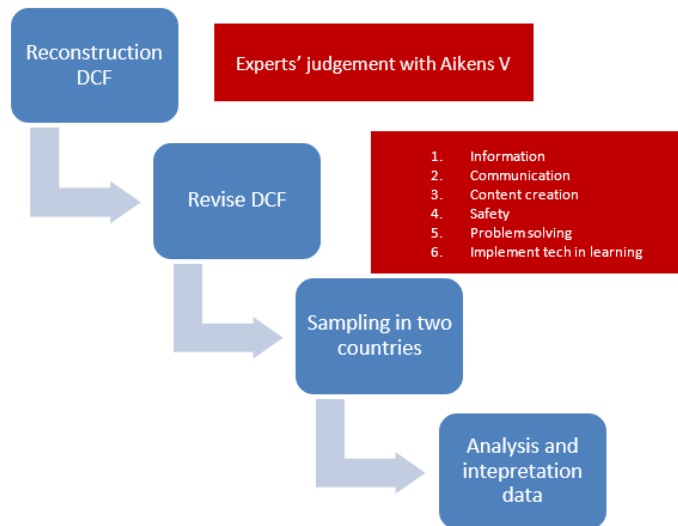 Reconstruction
DCF
Experts' judgement with Aikens V
Revise DCF
1. Information
2. Communication
3. Content creation
4. Safety
5. Problem solving
6. Implement tech in learning
Sampling in two
countries
Analysis and
intepretation
data